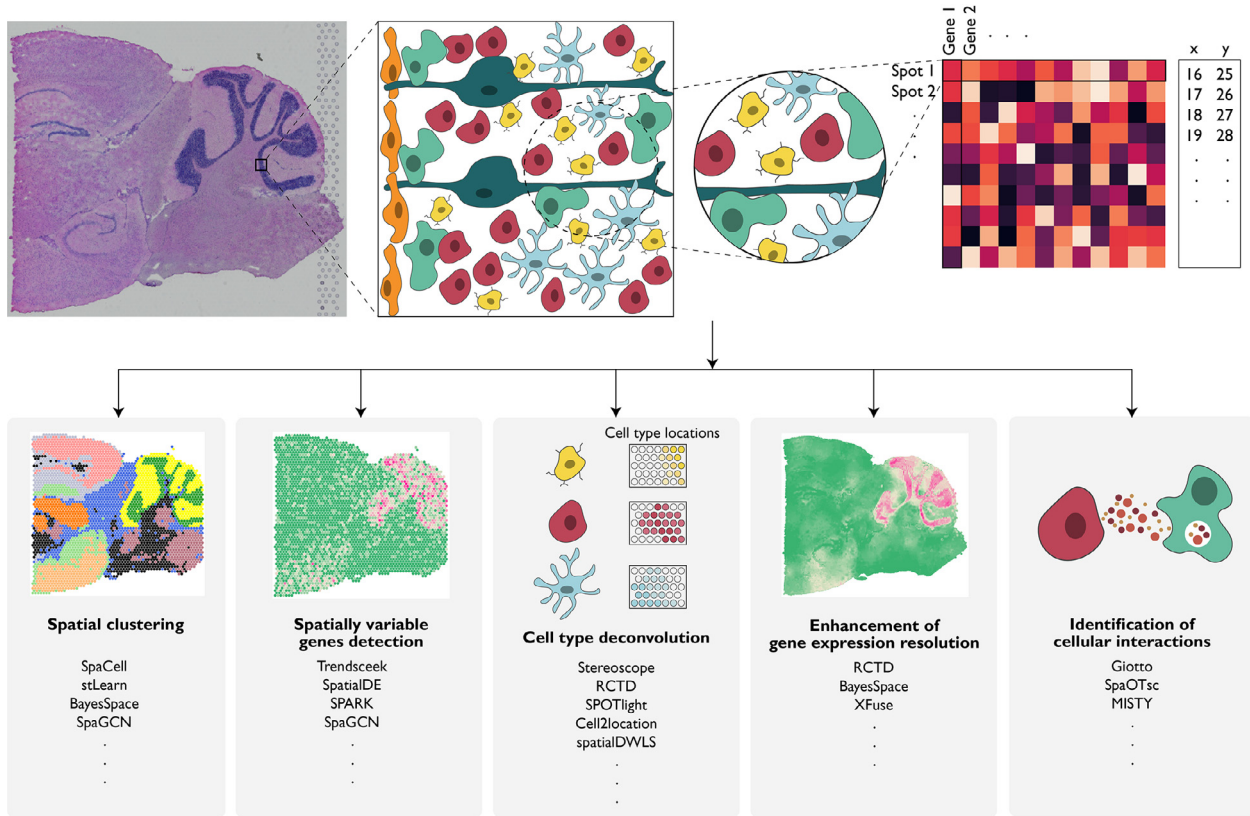 Gene 1
Gene 2
. . .
Spot 1
Spot 2
.
x y
16 25
17 26
18 27
19 28
. .
. .
. .
Cell type locations
Spatial clustering
SpaCell
stLearn
BayesSpace
SpaGCN
.
.
.
Spatially variable
genes detection
Trendsceek
SpatialDE
SPARK
SpaGCN
.
.
.
Cell type deconvolution
Stereoscope
RCTD
SPOTlight
Cell2location
spatialDWLS
.
.
.
Enhancement of
gene expression resolution
RCTD
BayesSpace
XFuse
.
.
.
Identification of
cellular interactions
Giotto
SpaOTsc
MISTY
.
.
.